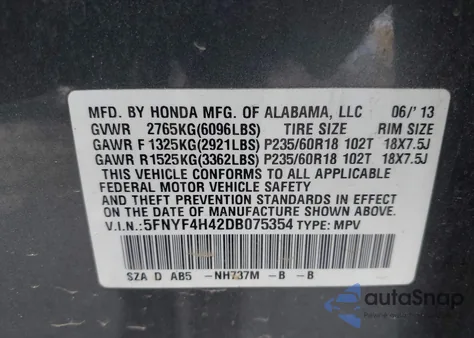 MFD. BY HONDA MFG. OF ALABAMA, LLC 06/'13
GVWR 2765KG(6096LBS) TIRE SIZE RIM SIZE
GAWR F 1325KG(2921LBS) P235/60R18 102T 18X7.5J
GAWR R1525KG(3362LBS) P235/60R18 102T 18X7.5J
THIS VEHICLE CONFORMS TO ALL APPLICABLE
FEDERAL MOTOR VEHICLE SAFETY
AND THEFT PREVENTION STANDARDS IN EFFECT
ON THE DATE OF MANUFACTURE SHOWN ABOVE.
V.I.N.: 5FNYF4H42DB075354 TYPE: MPV
SZA D AB5 -NH737M -B -B
autoSnap